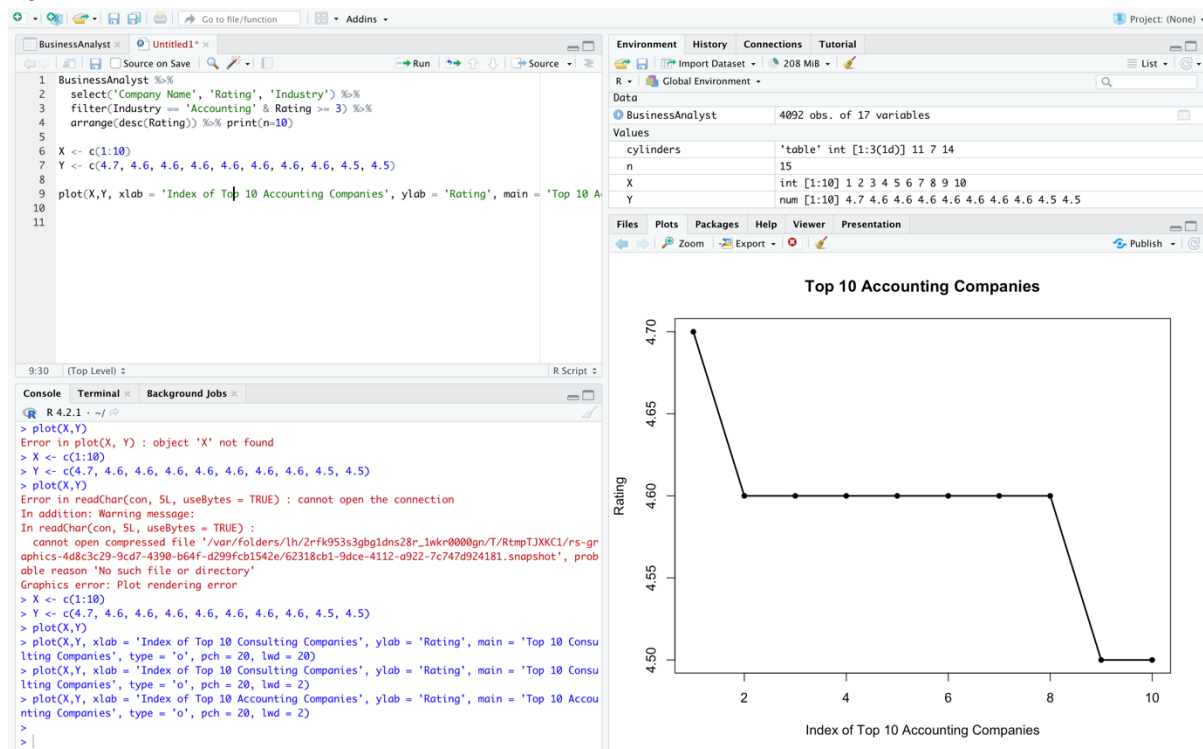 Go to file/function
Addins
Project: (None)
BusinessAnalyst
Untitled1*
Source on Save
Run
Source
1 BusinessAnalyst %>%
2 select('Company Name', 'Rating', 'Industry') %>%
3 filter(Industry == 'Accounting' & Rating >= 3) %>%
4 arrange(desc(Rating)) %>% print(n=10)
5
6 X <- c(1:10)
7 Y <- c(4.7, 4.6, 4.6, 4.6, 4.6, 4.6, 4.6, 4.6, 4.5, 4.5)
8
9 plot(X,Y, xlab = 'Index of Top 10 Accounting Companies', ylab = 'Rating', main = 'Top 10 A
10
11
9:30 (Top Level) R Script
Console Terminal Background Jobs
R 4.2.1 · ~/
> plot(X,Y)
Error in plot(X, Y) : object 'X' not found
> X <- c(1:10)
> Y <- c(4.7, 4.6, 4.6, 4.6, 4.6, 4.6, 4.6, 4.6, 4.5, 4.5)
> plot(X,Y)
Error in readChar(con, 5L, useBytes = TRUE) : cannot open the connection
In addition: Warning message:
In readChar(con, 5L, useBytes = TRUE) :
cannot open compressed file '/var/folders/lh/2rfk953s3gbg1dns28r_1wkr0000gn/T/RtmpTJXKC1/rs-gr
aphics-4d8c3c29-9cd7-4390-b64f-d299fcb1542e/62318cb1-9dce-4112-a922-7c747d924181.snapshot', prob
able reason 'No such file or directory'
Graphics error: Plot rendering error
> X <- c(1:10)
> Y <- c(4.7, 4.6, 4.6, 4.6, 4.6, 4.6, 4.6, 4.6, 4.5, 4.5)
> plot(X,Y)
> plot(X,Y, xlab = 'Index of Top 10 Consulting Companies', ylab = 'Rating', main = 'Top 10 Consu
lting Companies', type = 'o', pch = 20, lwd = 20)
> plot(X,Y, xlab = 'Index of Top 10 Consulting Companies', ylab = 'Rating', main = 'Top 10 Consu
lting Companies', type = 'o', pch = 20, lwd = 2)
> plot(X,Y, xlab = 'Index of Top 10 Accounting Companies', ylab = 'Rating', main = 'Top 10 Accou
nting Companies', type = 'o', pch = 20, lwd = 2)
>
>
Environment History Connections Tutorial
Import Dataset 208 MiB List
R Global Environment
Data
BusinessAnalyst 4092 obs. of 17 variables
Values
cylinders 'table' int [1:3(1d)] 11 7 14
n 15
X int [1:10] 1 2 3 4 5 6 7 8 9 10
Y num [1:10] 4.7 4.6 4.6 4.6 4.6 4.6 4.6 4.6 4.5 4.5
Files Plots Packages Help Viewer Presentation
Zoom Export Publish
Top 10 Accounting Companies
4.70
4.65
4.60
4.55
4.50
Rating
2 4 6 8 10
Index of Top 10 Accounting Companies